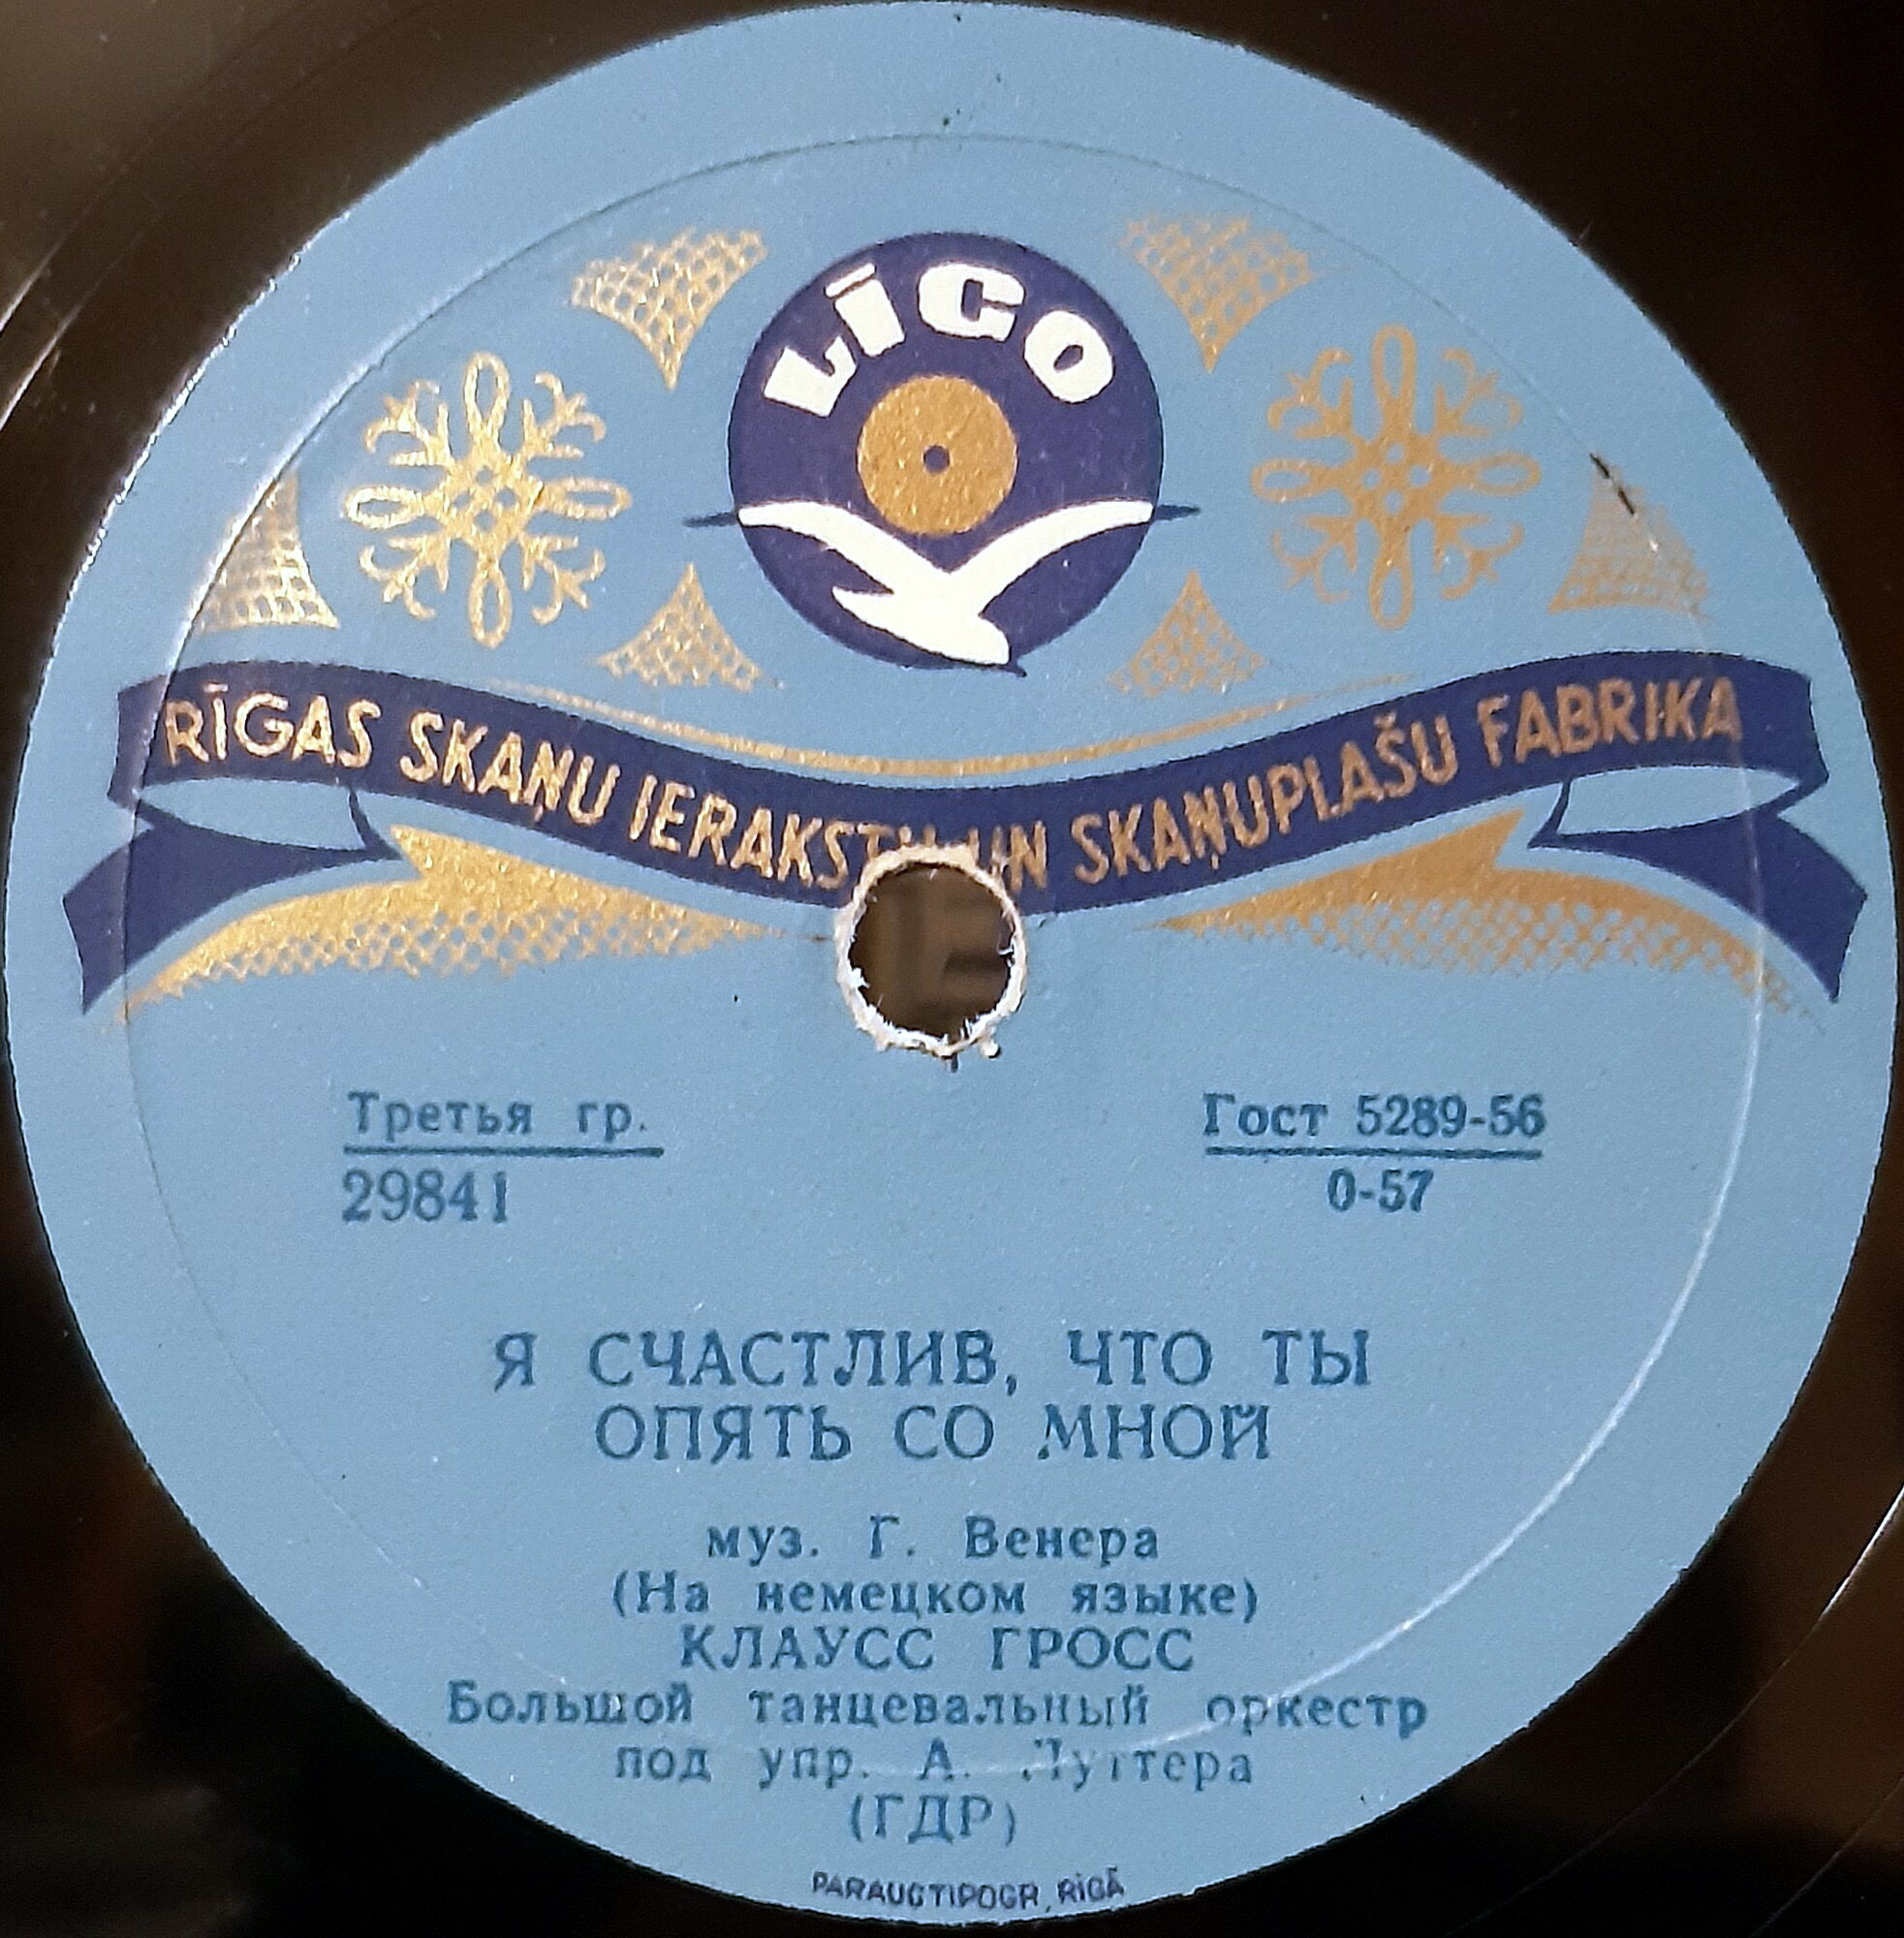 LĪGO
RĪGAS SKAŅU IERAKSTU UN SKAŅUPLAŠU FABRIKA
Третья гр.
29841
Гост 5289-56
0-57
Я СЧАСТЛИВ, ЧТО ТЫ
ОПЯТЬ СО МНОЙ
муз. Г. Венера
(На немецком языке)
КЛАУСС ГРОСС
Большой танцевальный оркестр
под упр. А.
(ГДР)
PARAUGTIPOGR, RĪGĀ